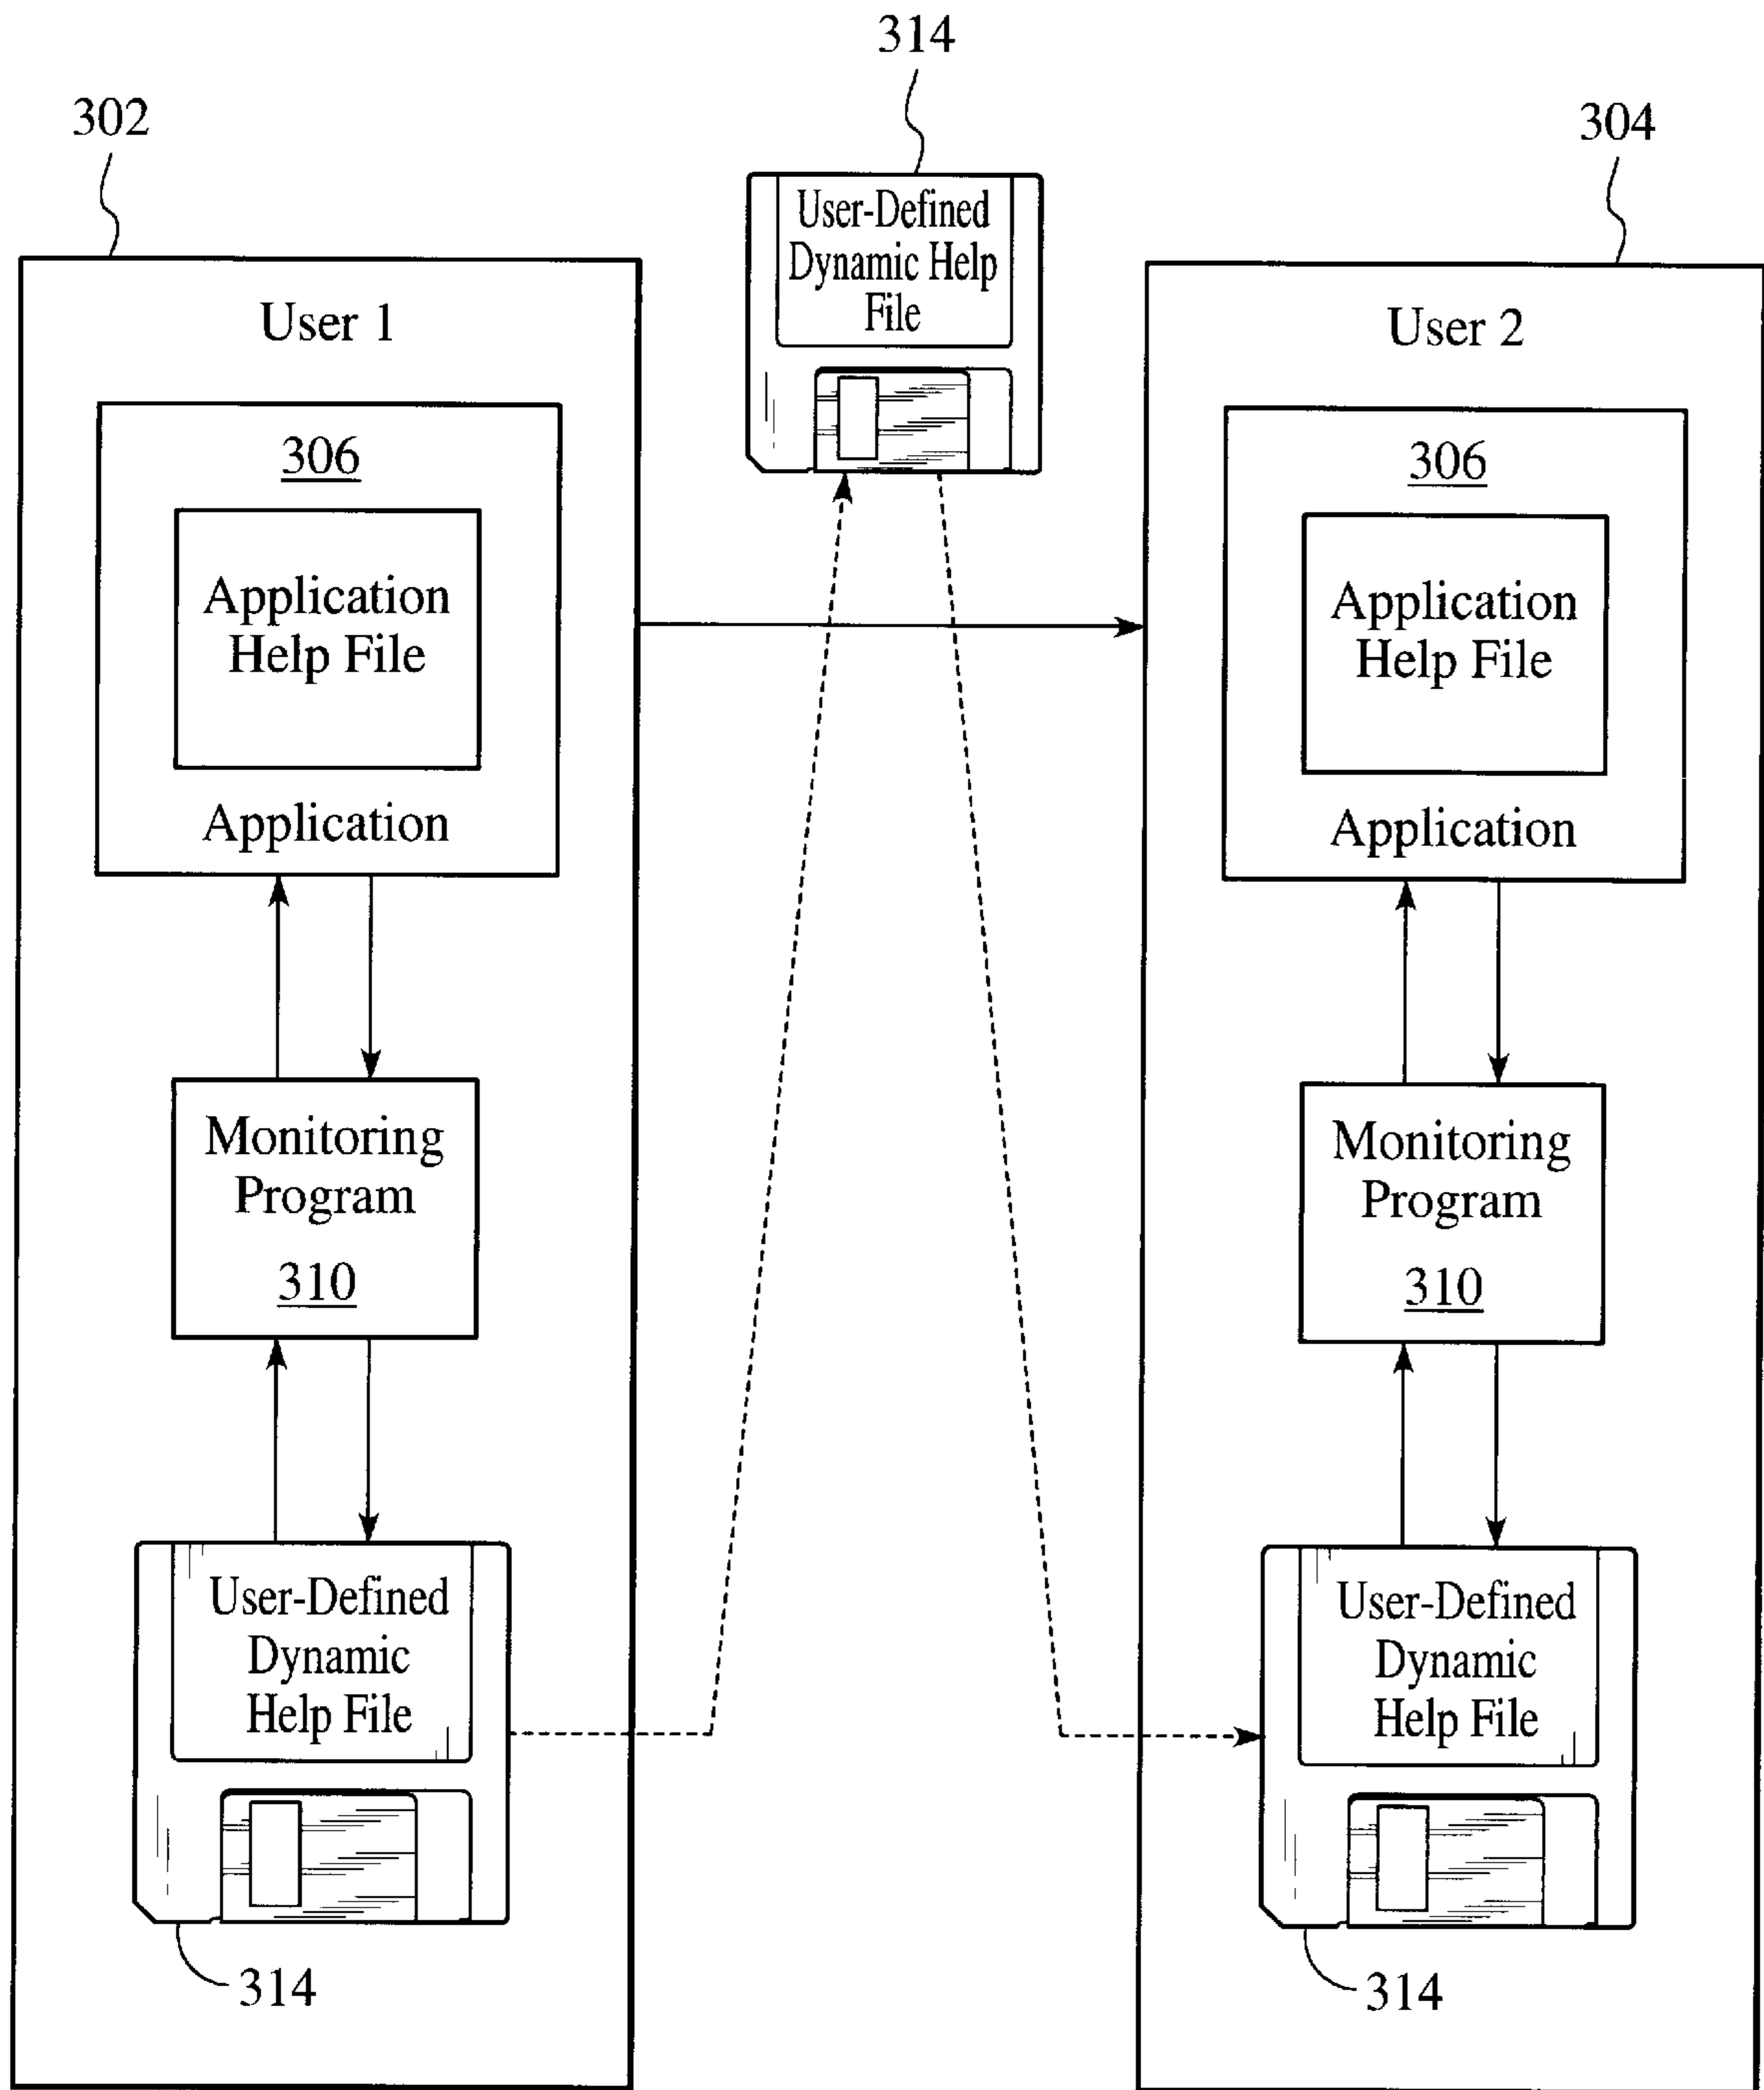 314
302
304
User-Defined
Dynamic Help
File
User 1
306
Application
Help File
Application
Monitoring
Program
310
User-Defined
Dynamic
Help File
314
User 2
306
Application
Help File
Application
Monitoring
Program
310
User-Defined
Dynamic
Help File
314